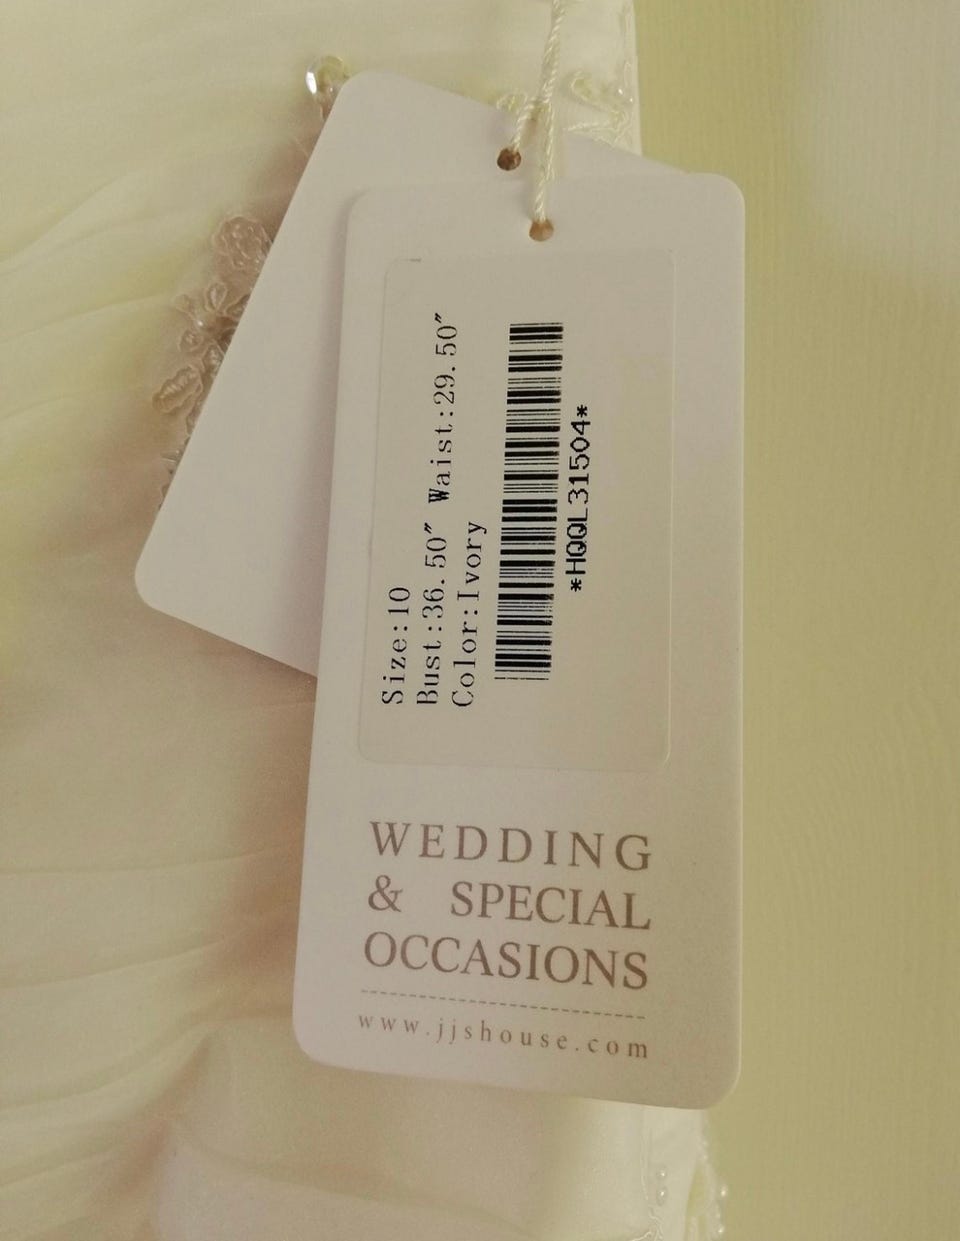 Size:10
Bust:36.50″ Waist:29.50″
Color:Ivory
*HQQL31504*
WEDDING
& SPECIAL
OCCASIONS
www.jjshouse.com